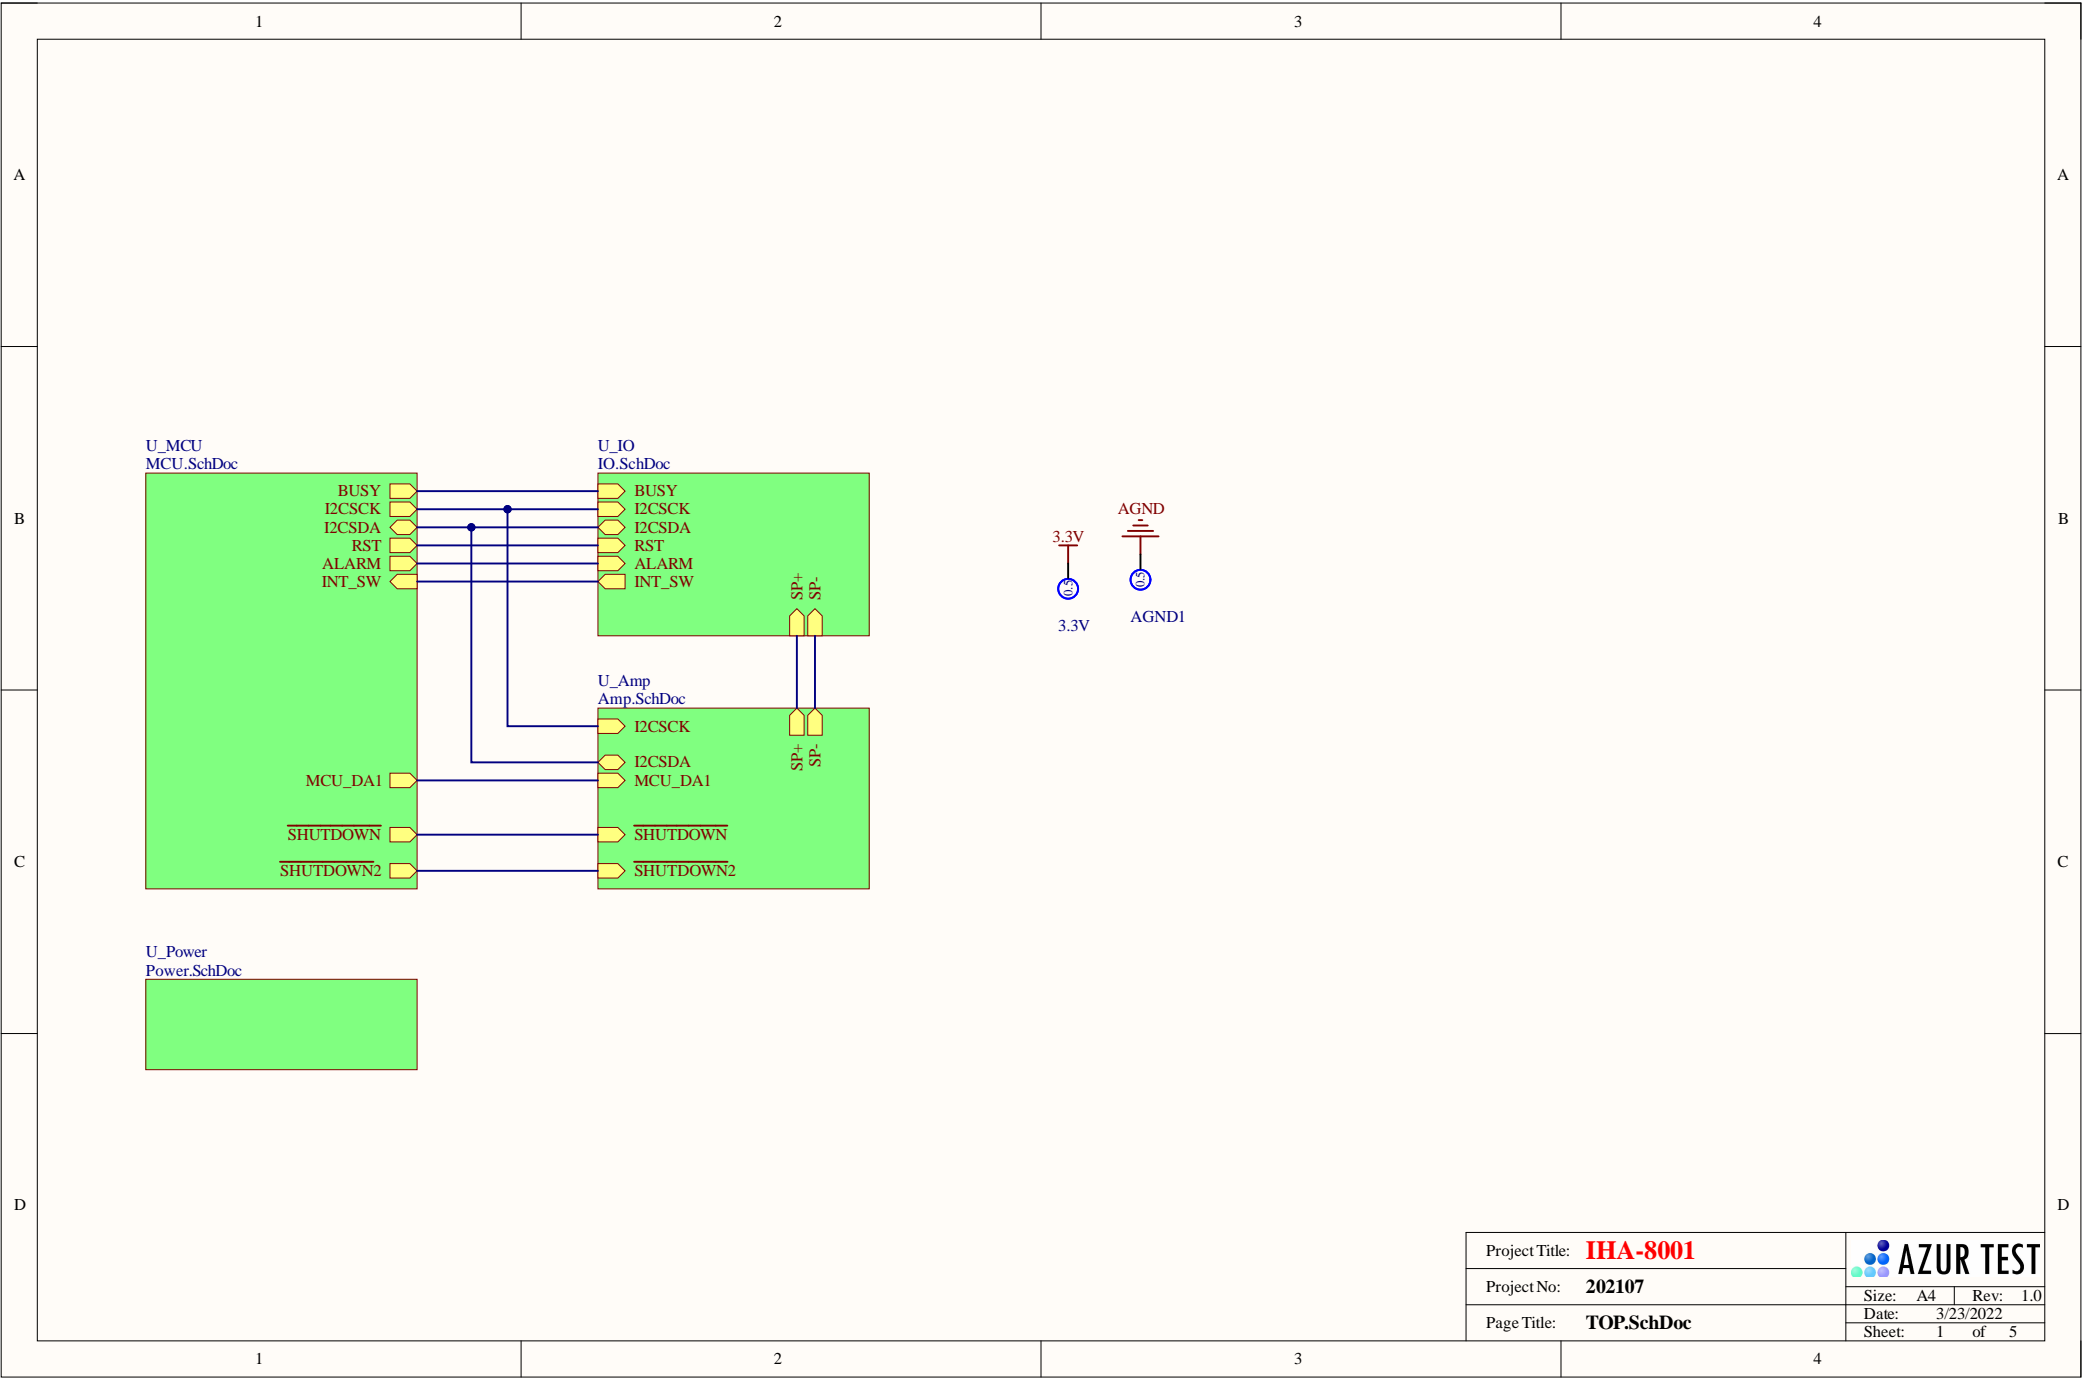 1 2 3 4
A A
U_MCU
MCU.SchDoc
BUSY
I2CSCK
I2CSDA
RST
ALARM
INT_SW
MCU_DA1
SHUTDOWN
SHUTDOWN2
U_IO
IO.SchDoc
BUSY
I2CSCK
I2CSDA
RST
ALARM
INT_SW
SP+
SP-
B B
AGND
3.3V
0.5
0.5
3.3V
AGND1
U_Amp
Amp.SchDoc
I2CSCK
I2CSDA
MCU_DA1
SHUTDOWN
SHUTDOWN2
SP+
SP-
C C
U_Power
Power.SchDoc
D D
Project Title: IHA-8001
Project No: 202107
Page Title: TOP.SchDoc
AZUR TEST
Size: A4 Rev: 1.0
Date: 3/23/2022
Sheet: 1 of 5
1 2 3 4